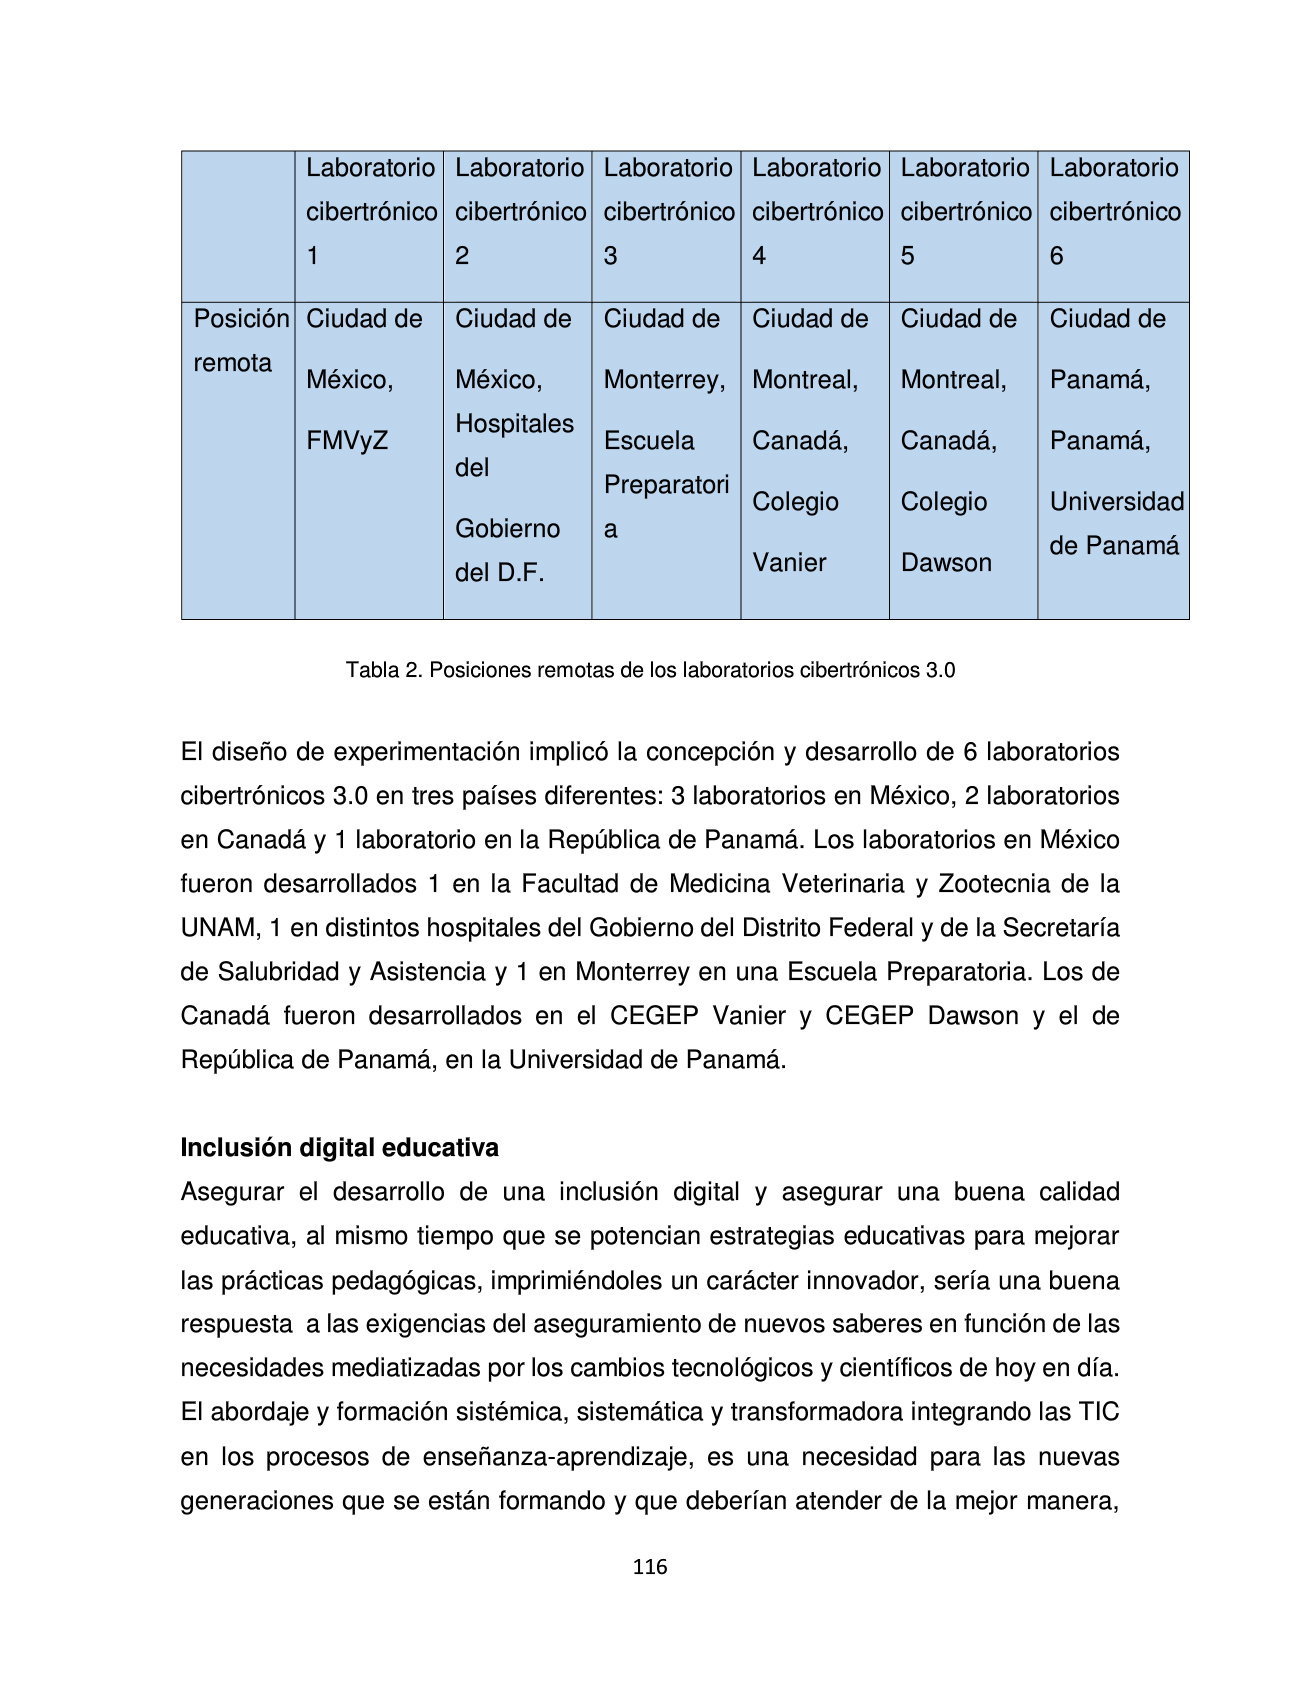 Laboratorio cibertrónico 1
Laboratorio cibertrónico 2
Laboratorio cibertrónico 3
Laboratorio cibertrónico 4
Laboratorio cibertrónico 5
Laboratorio cibertrónico 6
Posición remota
Ciudad de México, FMVyZ
Ciudad de México, Hospitales del Gobierno del D.F.
Ciudad de Monterrey, Escuela Preparatoria
Ciudad de Montreal, Canadá, Colegio Vanier
Ciudad de Montreal, Canadá, Colegio Dawson
Ciudad de Panamá, Panamá, Universidad de Panamá
Tabla 2. Posiciones remotas de los laboratorios cibertrónicos 3.0
El diseño de experimentación implicó la concepción y desarrollo de 6 laboratorios
cibertrónicos 3.0 en tres países diferentes: 3 laboratorios en México, 2 laboratorios
en Canadá y 1 laboratorio en la República de Panamá. Los laboratorios en México
fueron desarrollados 1 en la Facultad de Medicina Veterinaria y Zootecnia de la
UNAM, 1 en distintos hospitales del Gobierno del Distrito Federal y de la Secretaría
de Salubridad y Asistencia y 1 en Monterrey en una Escuela Preparatoria. Los de
Canadá fueron desarrollados en el CEGEP Vanier y CEGEP Dawson y el de
República de Panamá, en la Universidad de Panamá.
Inclusión digital educativa
Asegurar el desarrollo de una inclusión digital y asegurar una buena calidad
educativa, al mismo tiempo que se potencian estrategias educativas para mejorar
las prácticas pedagógicas, imprimiéndoles un carácter innovador, sería una buena
respuesta a las exigencias del aseguramiento de nuevos saberes en función de las
necesidades mediatizadas por los cambios tecnológicos y científicos de hoy en día.
El abordaje y formación sistémica, sistemática y transformadora integrando las TIC
en los procesos de enseñanza-aprendizaje, es una necesidad para las nuevas
generaciones que se están formando y que deberían atender de la mejor manera,
116